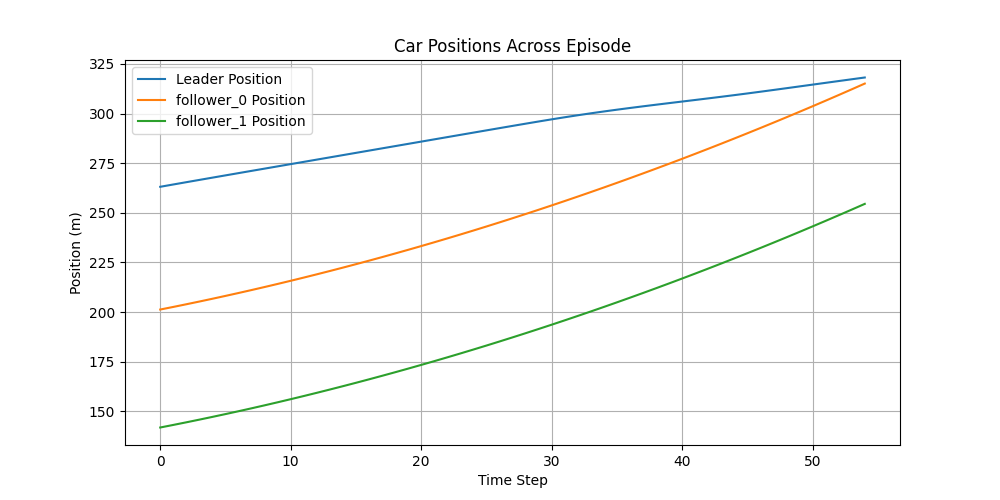 Car Positions Across Episode
Leader Position
follower_0 Position
follower_1 Position
325
300
275
250
225
200
175
150
Position (m)
0 10 20 30 40 50
Time Step